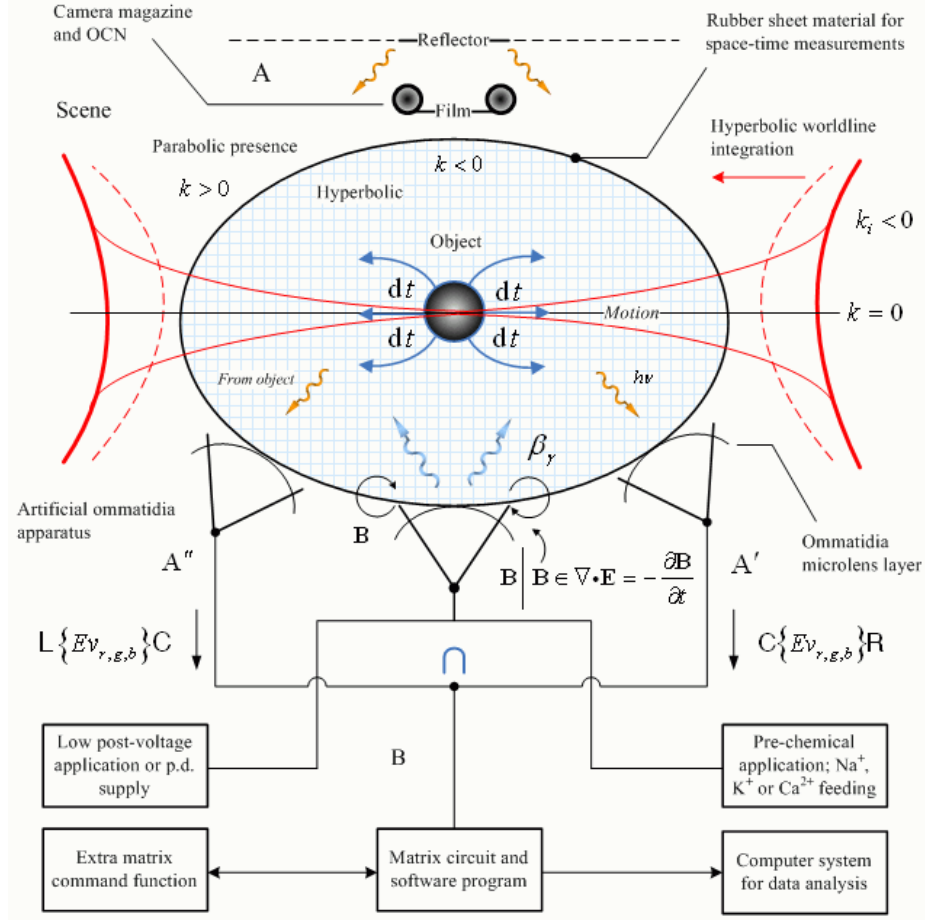 Camera magazine
and OCN
Reflector
Rubber sheet material for
space-time measurements
A
Film
Scene
Parabolic presence
k > 0
k < 0
Hyperbolic
Hyperbolic worldline
integration
k_i < 0
Object
dt
dt
Motion
k = 0
dt
dt
From object
hν
β_γ
Artificial ommatidia
apparatus
B
B | B ∈ ∇•E = -∂B/∂t
Ommatidia
microlens layer
A"
A'
L{Ev_{r,g,b}}C
∩
C{Ev_{r,g,b}}R
Low post-voltage
application or p.d.
supply
B
Pre-chemical
application; Na⁺,
K⁺ or Ca²⁺ feeding
Extra matrix
command function
Matrix circuit and
software program
Computer system
for data analysis